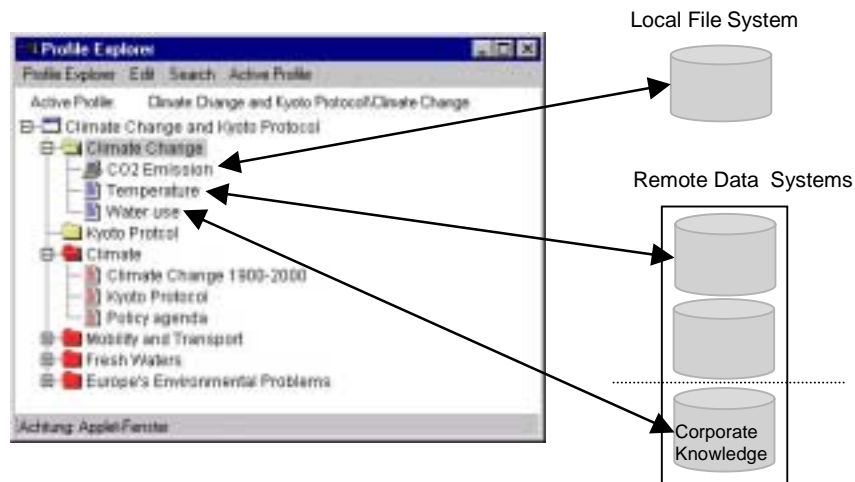 Local File System
Profile Explorer
Profile Explorer Edit Search Active Profile
Active Profile: Climate Change and Kyoto Protocol\Climate Change
Climate Change and Kyoto Protocol
Climate Change
CO2 Emission
Temperature
Water use
Kyoto Protcol
Climate
Climate Change 1900-2000
Kyoto Protocol
Policy agenda
Mobility and Transport
Fresh Waters
Europe's Environmental Problems
Achtung: Applet-Fenster
Remote Data Systems
Corporate
Knowledge